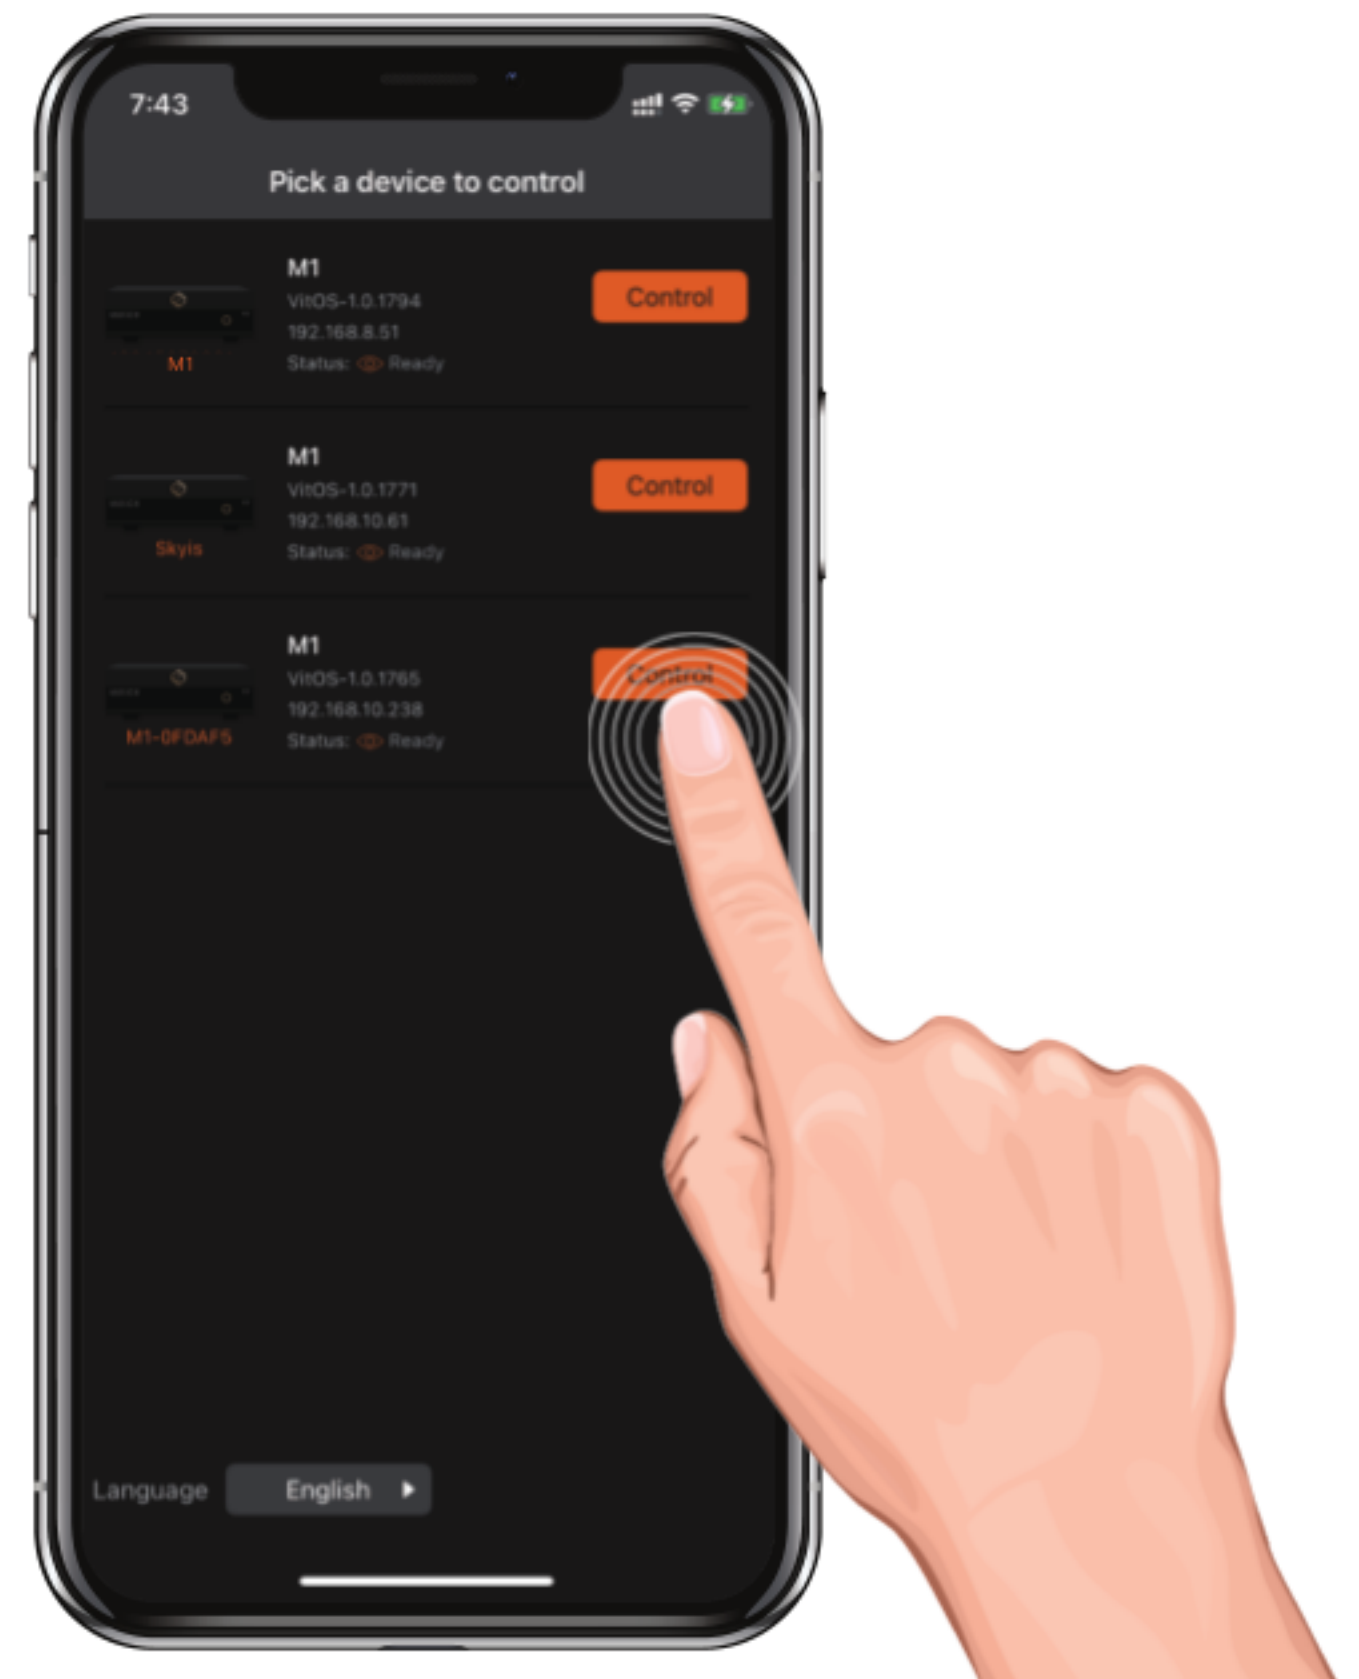 7:43
Pick a device to control
M1
VitOS-1.0.1794
192.168.8.51
Status: Ready
M1
Control
M1
VitOS-1.0.1771
192.168.10.61
Status: Ready
Skyis
Control
M1
VitOS-1.0.1765
192.168.10.238
Status: Ready
M1-0FDAF5
Control
Language English